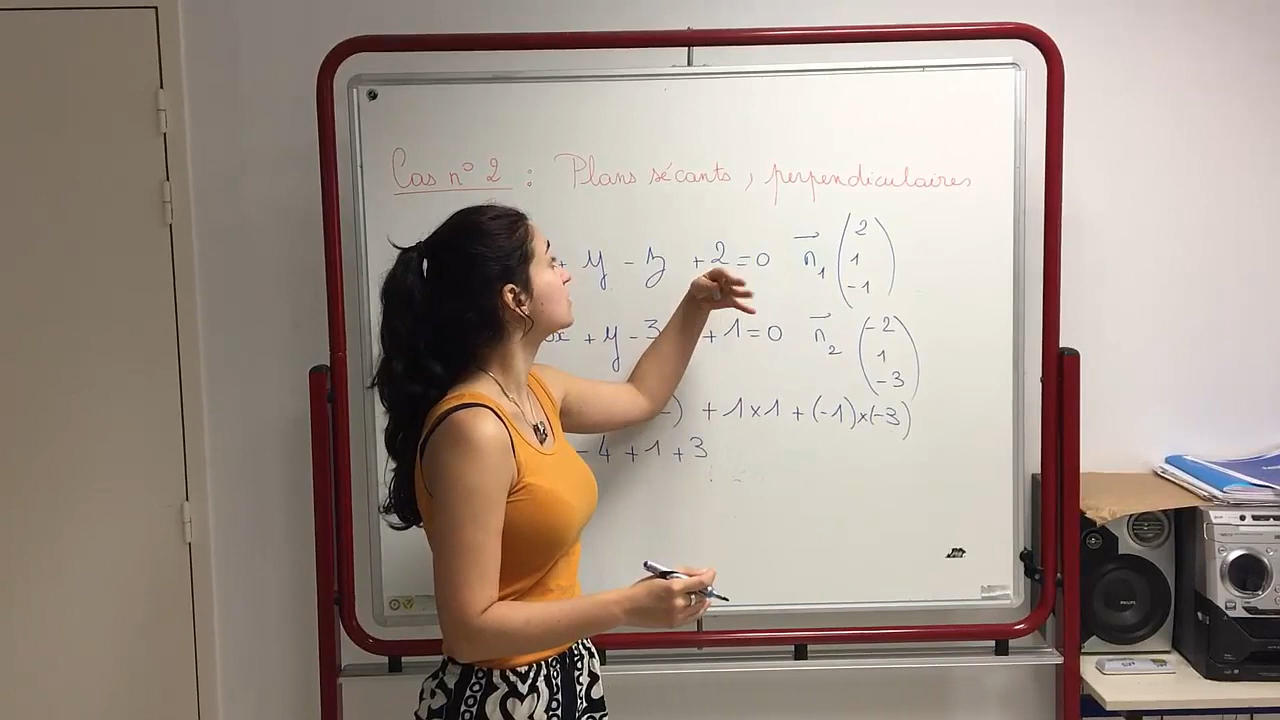 Cas n° 2 : Plans sécants, perpendiculaires
+ y - z + 2 = 0 n₁ (2 1 -1)
x + y - 3 + 1 = 0 n₂ (-2 1 -3)
) + 1 x 1 + (-1) x (-3)
- 4 + 1 + 3
PHILIPS